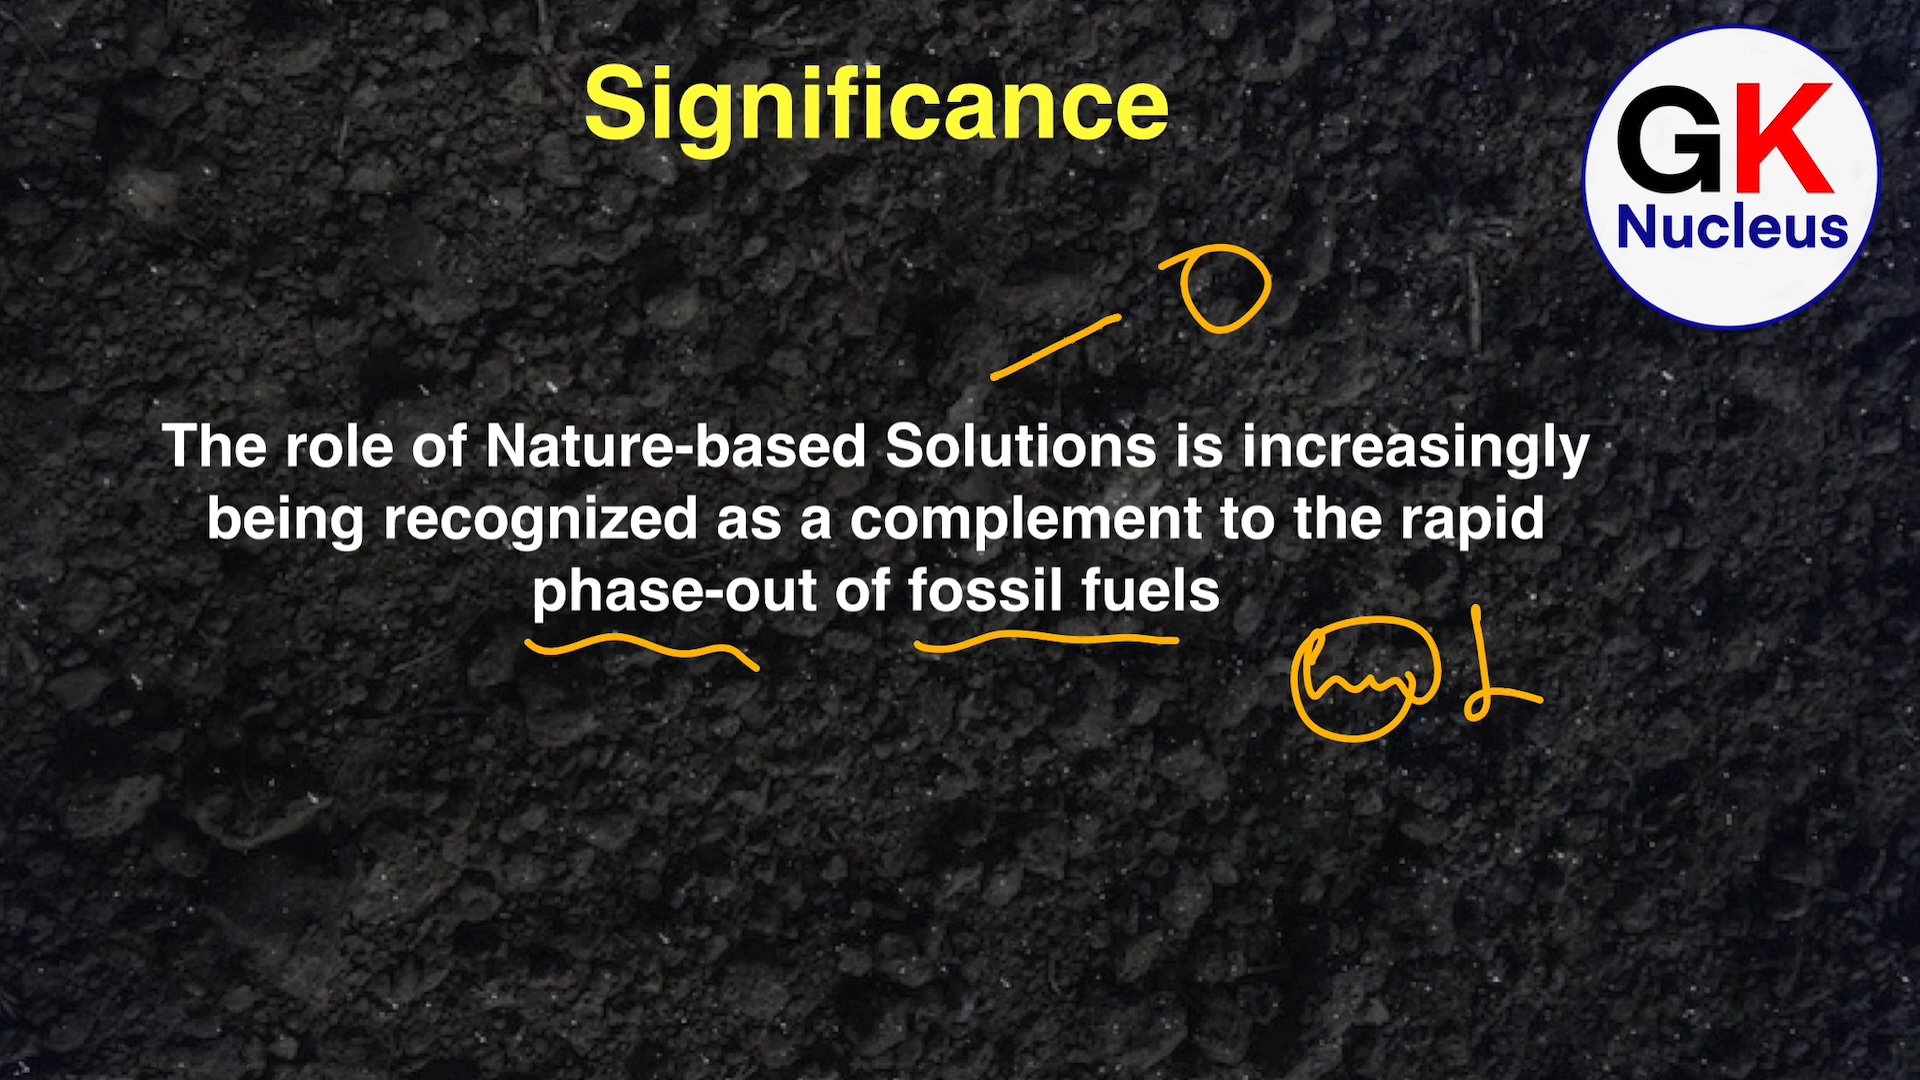 Significance
GK
Nucleus
The role of Nature-based Solutions is increasingly
being recognized as a complement to the rapid
phase-out of fossil fuels